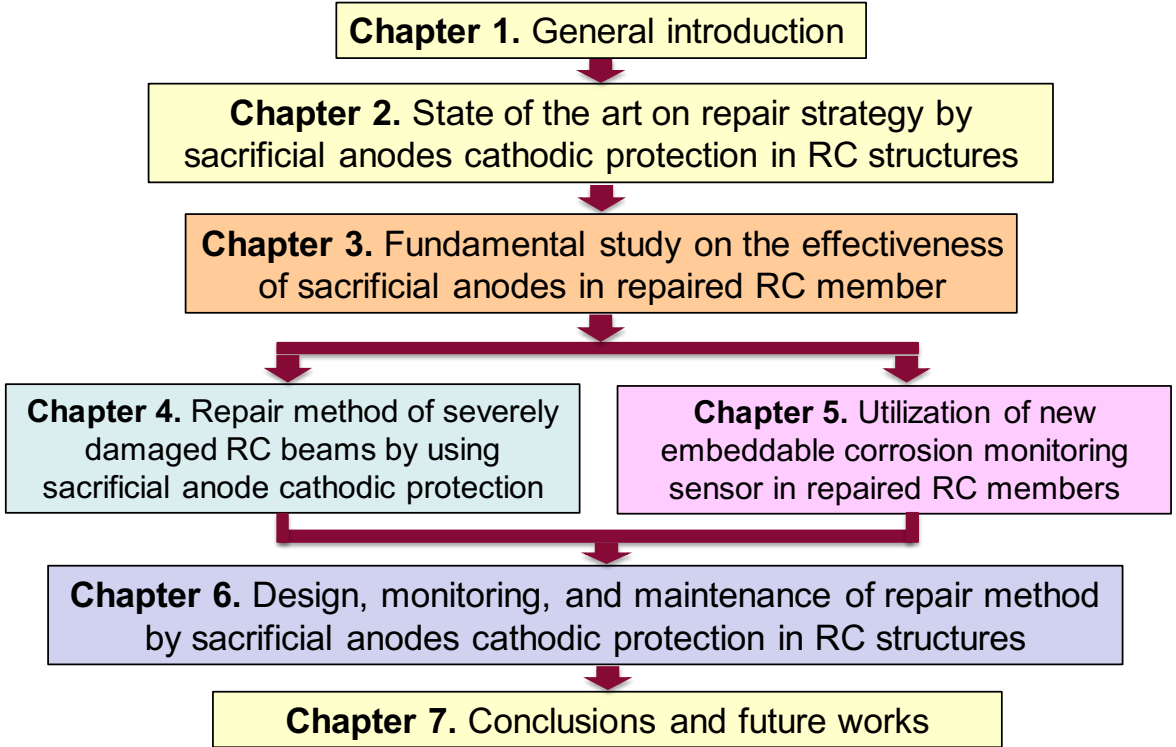 Chapter 1. General introduction
Chapter 2. State of the art on repair strategy by
sacrificial anodes cathodic protection in RC structures
Chapter 3. Fundamental study on the effectiveness
of sacrificial anodes in repaired RC member
Chapter 4. Repair method of severely
damaged RC beams by using
sacrificial anode cathodic protection
Chapter 5. Utilization of new
embeddable corrosion monitoring
sensor in repaired RC members
Chapter 6. Design, monitoring, and maintenance of repair method
by sacrificial anodes cathodic protection in RC structures
Chapter 7. Conclusions and future works